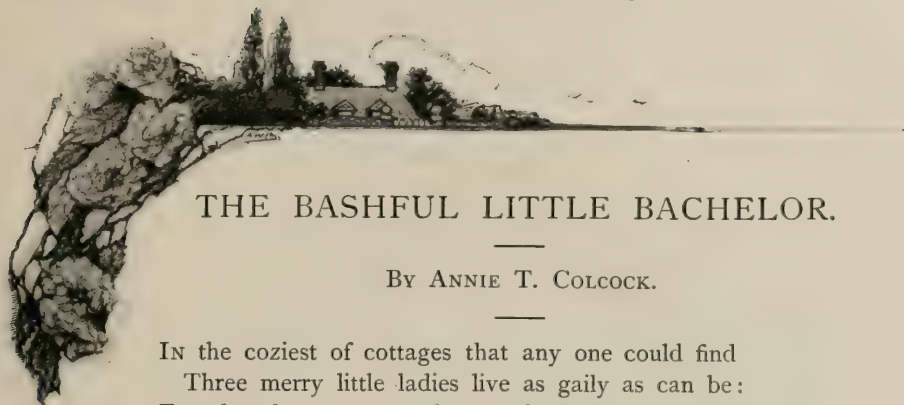 THE BASHFUL LITTLE BACHELOR.
BY ANNIE T. COLCOCK.
IN the coziest of cottages that any one could find
Three merry little ladies live as gaily as can be: